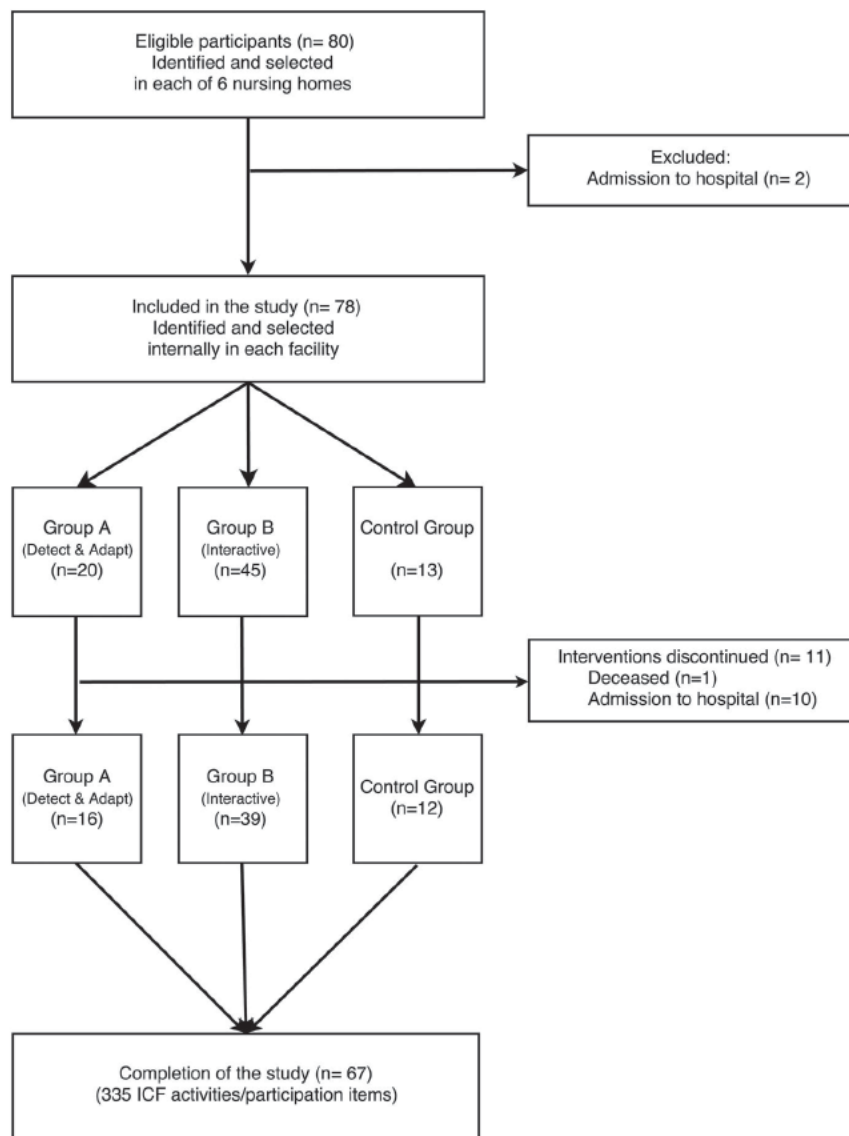 Eligible participants (n= 80)
Identified and selected
in each of 6 nursing homes
Excluded:
Admission to hospital (n= 2)
Included in the study (n= 78)
Identified and selected
internally in each facility
Group A
(Detect & Adapt)
(n=20)
Group B
(Interactive)
(n=45)
Control Group
(n=13)
Interventions discontinued (n= 11)
Deceased (n=1)
Admission to hospital (n=10)
Group A
(Detect & Adapt)
(n=16)
Group B
(Interactive)
(n=39)
Control Group
(n=12)
Completion of the study (n= 67)
(335 ICF activities/participation items)